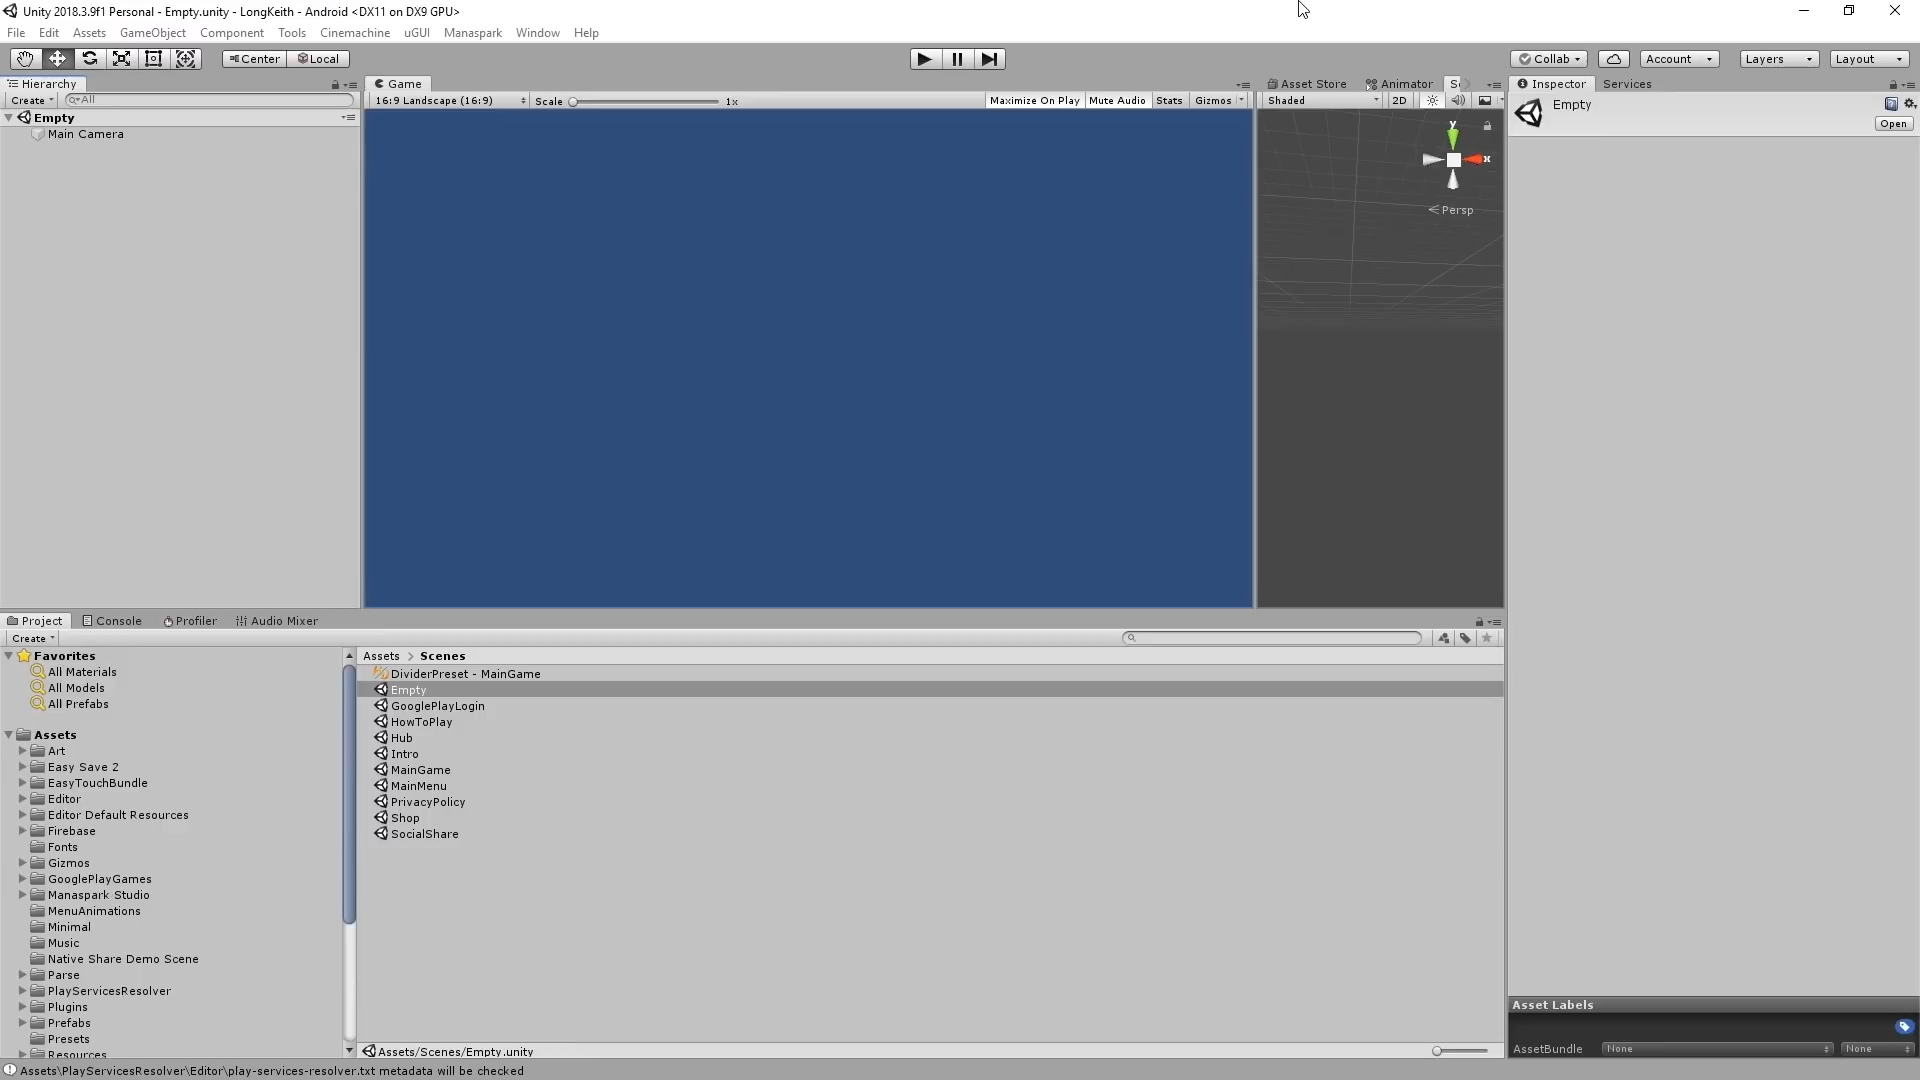 Unity 2018.3.9f1 Personal - Empty.unity - LongKeith - Android <DX11 on DX9 GPU>
File Edit Assets GameObject Component Tools Cinemachine uGUI Manaspark Window Help
Center Local Collab Account Layers Layout
Hierarchy Game Asset Store Animator Inspector Services
Create All 16:9 Landscape (16:9) Scale 1x Maximize On Play Mute Audio Stats Gizmos Shaded 2D
Empty
Main Camera
y
x
Persp
Empty
Open
Project Console Profiler Audio Mixer
Create
Favorites
All Materials
All Models
All Prefabs
Assets
Art
Easy Save 2
EasyTouchBundle
Editor
Editor Default Resources
Firebase
Fonts
Gizmos
GooglePlayGames
Manaspark Studio
MenuAnimations
Minimal
Music
Native Share Demo Scene
Parse
PlayServicesResolver
Plugins
Prefabs
Presets
Resources
Assets > Scenes
DividerPreset - MainGame
Empty
GooglePlayLogin
HowToPlay
Hub
Intro
MainGame
MainMenu
PrivacyPolicy
Shop
SocialShare
Assets/Scenes/Empty.unity
Asset Labels
AssetBundle None None
Assets\PlayServicesResolver\Editor\play-services-resolver.txt metadata will be checked